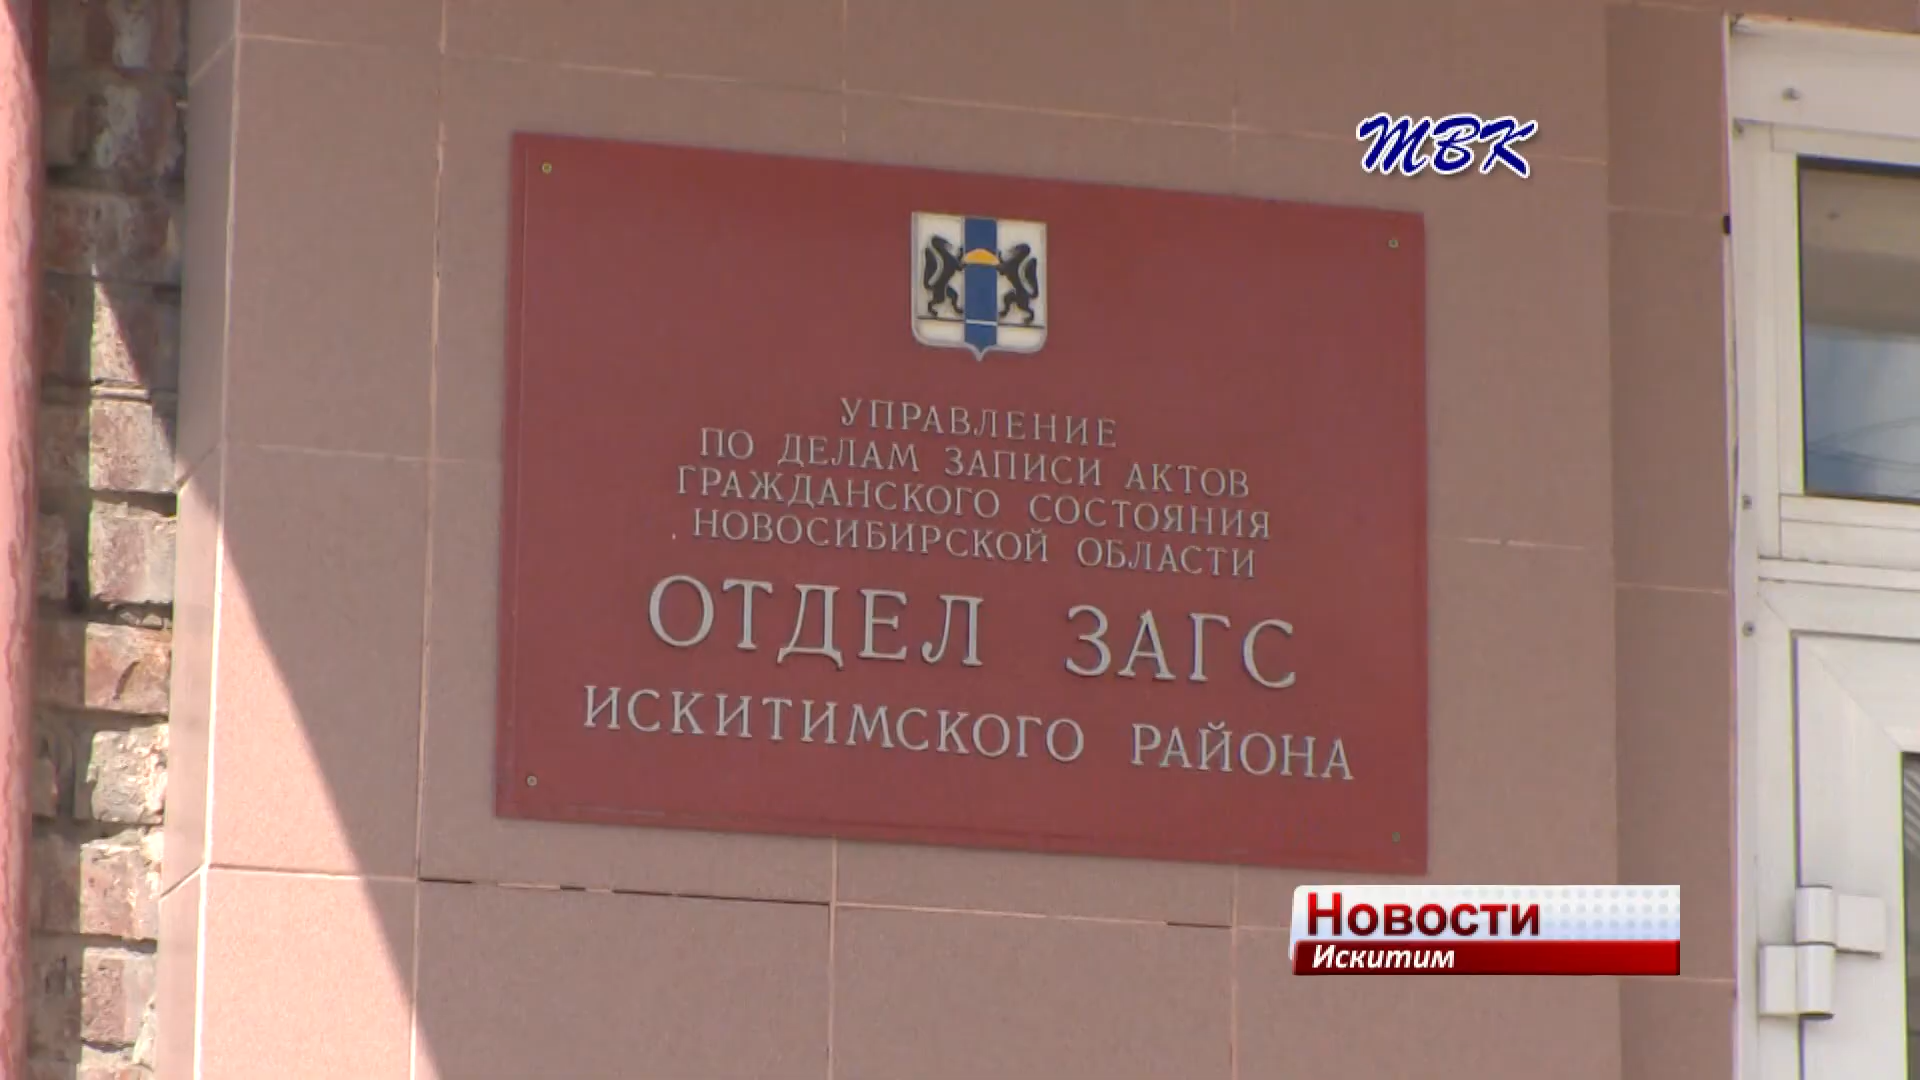 ТВК
УПРАВЛЕНИЕ
ПО ДЕЛАМ ЗАПИСИ АКТОВ
ГРАЖДАНСКОГО СОСТОЯНИЯ
НОВОСИБИРСКОЙ ОБЛАСТИ
ОТДЕЛ ЗАГС
ИСКИТИМСКОГО РАЙОНА
НОВОСТИ
Искитим